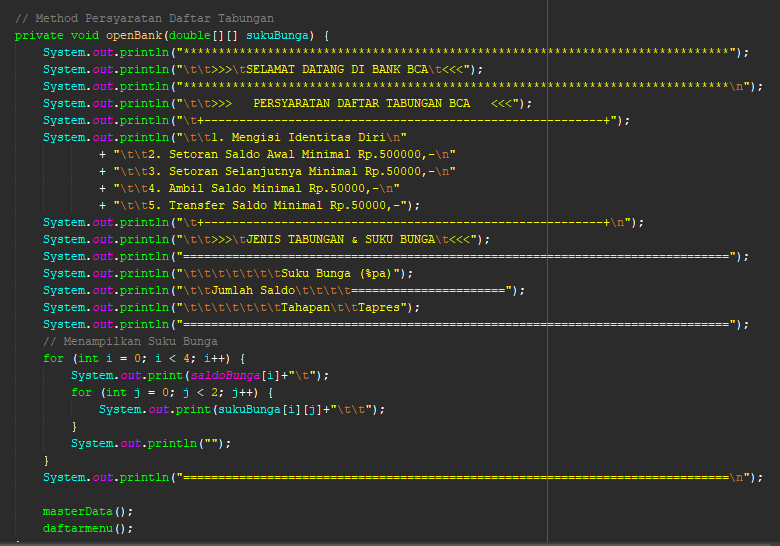 // Method Persyaratan Daftar Tabungan
private void openBank(double[][] sukuBunga) {
    System.out.println("******************************************************************************");
    System.out.println("\t\t>>>\tSELAMAT DATANG DI BANK BCA\t<<<");
    System.out.println("******************************************************************************\n");
    System.out.println("\t\t>>>   PERSYARATAN DAFTAR TABUNGAN BCA   <<<");
    System.out.println("\t+---------------------------------------------------------+");
    System.out.println("\t\t1. Mengisi Identitas Diri\n"
            + "\t\t2. Setoran Saldo Awal Minimal Rp.500000,-\n"
            + "\t\t3. Setoran Selanjutnya Minimal Rp.50000,-\n"
            + "\t\t4. Ambil Saldo Minimal Rp.50000,-\n"
            + "\t\t5. Transfer Saldo Minimal Rp.50000,-");
    System.out.println("\t+---------------------------------------------------------+\n");
    System.out.println("\t\t>>>\tJENIS TABUNGAN & SUKU BUNGA\t<<<");
    System.out.println("==============================================================================");
    System.out.println("\t\t\t\t\t\t\tSuku Bunga (%pa)");
    System.out.println("\t\tJumlah Saldo\t\t\t\t======================");
    System.out.println("\t\t\t\t\t\t\tTahapan\t\tTapres");
    System.out.println("==============================================================================");
    // Menampilkan Suku Bunga
    for (int i = 0; i < 4; i++) {
        System.out.print(saldoBunga[i]+"\t");
        for (int j = 0; j < 2; j++) {
            System.out.print(sukuBunga[i][j]+"\t\t");
        }
        System.out.println("");
    }
    System.out.println("==============================================================================\n");

    masterData();
    daftarmenu();